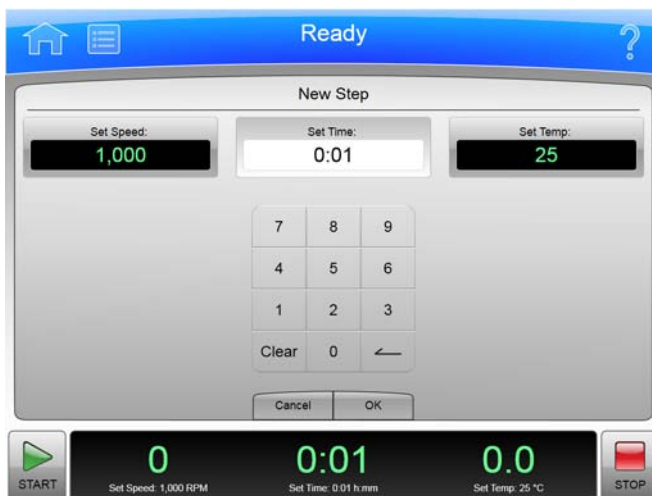 Ready
?
New Step
Set Speed: Set Time: Set Temp:
1,000 0:01 25
7 8 9
4 5 6
1 2 3
Clear 0
Cancel OK
0 0:01 0.0
START Set Speed: 1,000 RPM Set Time: 0:01 h:mm Set Temp: 25 °C STOP